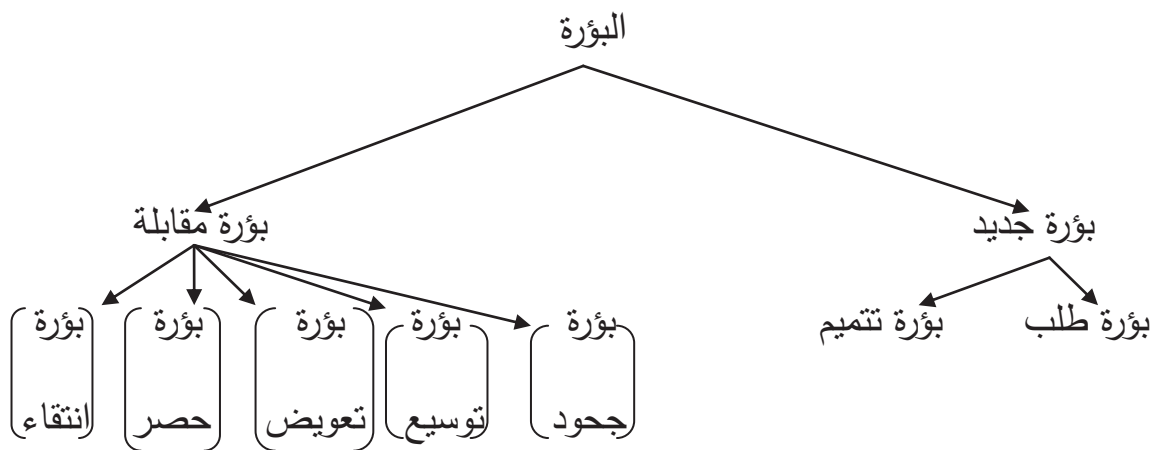 البؤرة
بؤرة جديد
بؤرة مقابلة
بؤرة طلب
بؤرة تتميم
بؤرة جحود
بؤرة توسيع
بؤرة تعويض
بؤرة حصر
بؤرة انتقاء